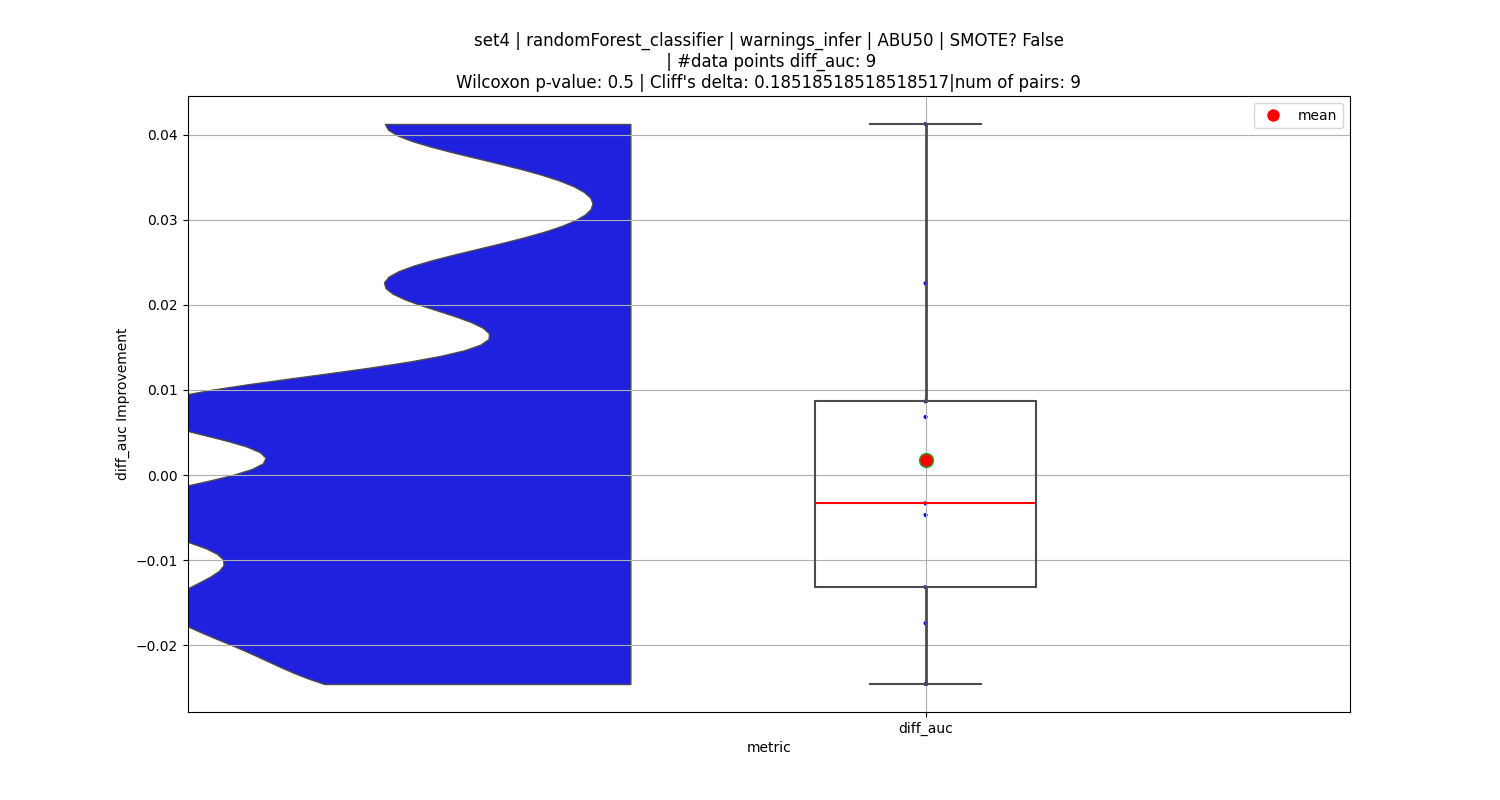 set4 | randomForest_classifier | warnings_infer | ABU50 | SMOTE? False
| #data points diff_auc: 9
Wilcoxon p-value: 0.5 | Cliff's delta: 0.18518518518518517|num of pairs: 9
mean
0.04
0.03
0.02
0.01
0.00
−0.01
−0.02
diff_auc Improvement
diff_auc
metric